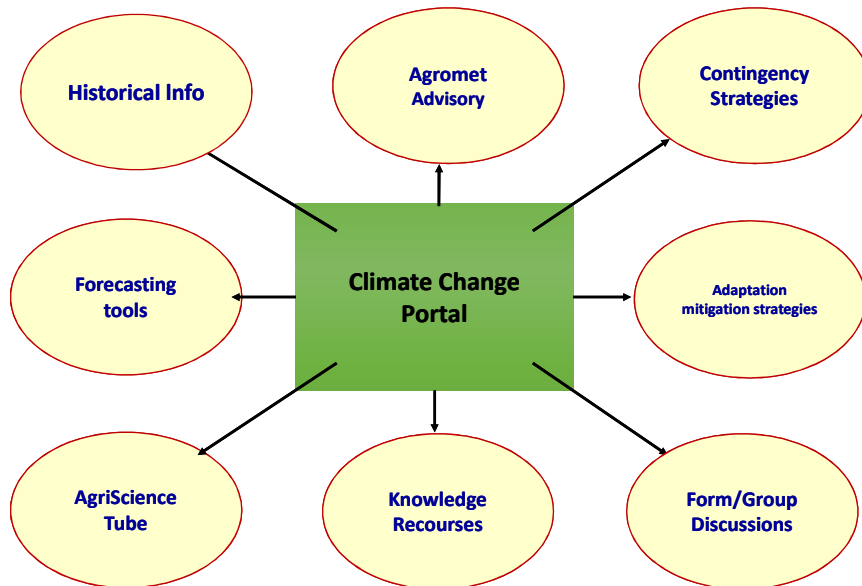 Historical Info
Agromet
Advisory
Contingency
Strategies
Forecasting
tools
Climate Change
Portal
Adaptation
mitigation strategies
AgriScience
Tube
Knowledge
Recourses
Form/Group
Discussions